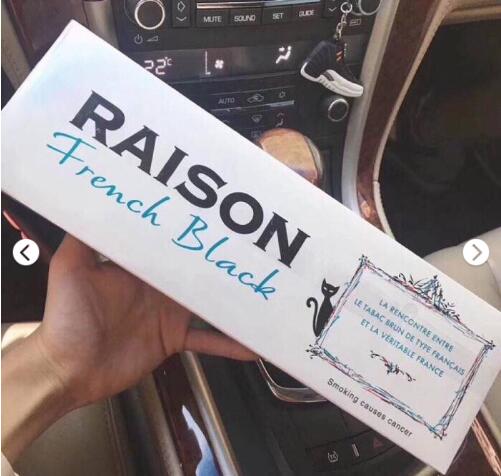 MUTE SOUND SET GUIDE
22°C
AUTO
RAISON
French Black
LA RENCONTRE ENTRE
LE TABAC BRUN DE TYPE FRANÇAIS
ET LA VÉRITABLE FRANCE
Smoking causes cancer